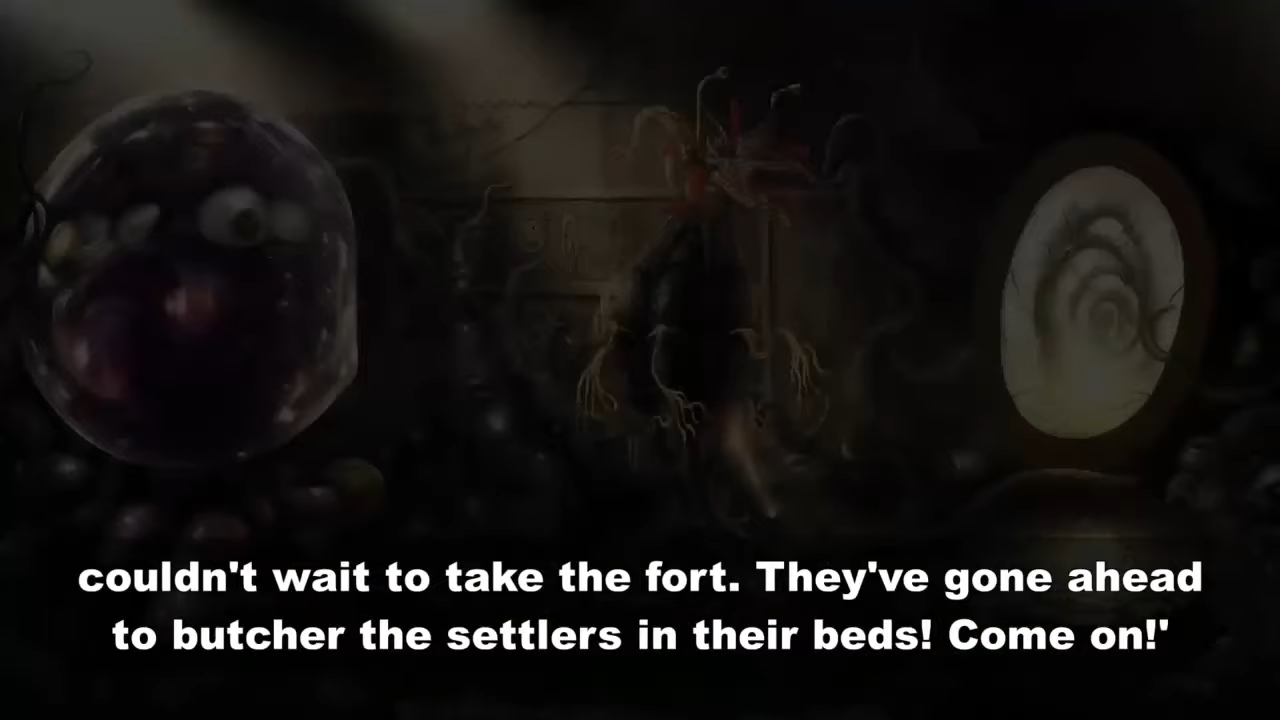 couldn't wait to take the fort. They've gone ahead
to butcher the settlers in their beds! Come on!'